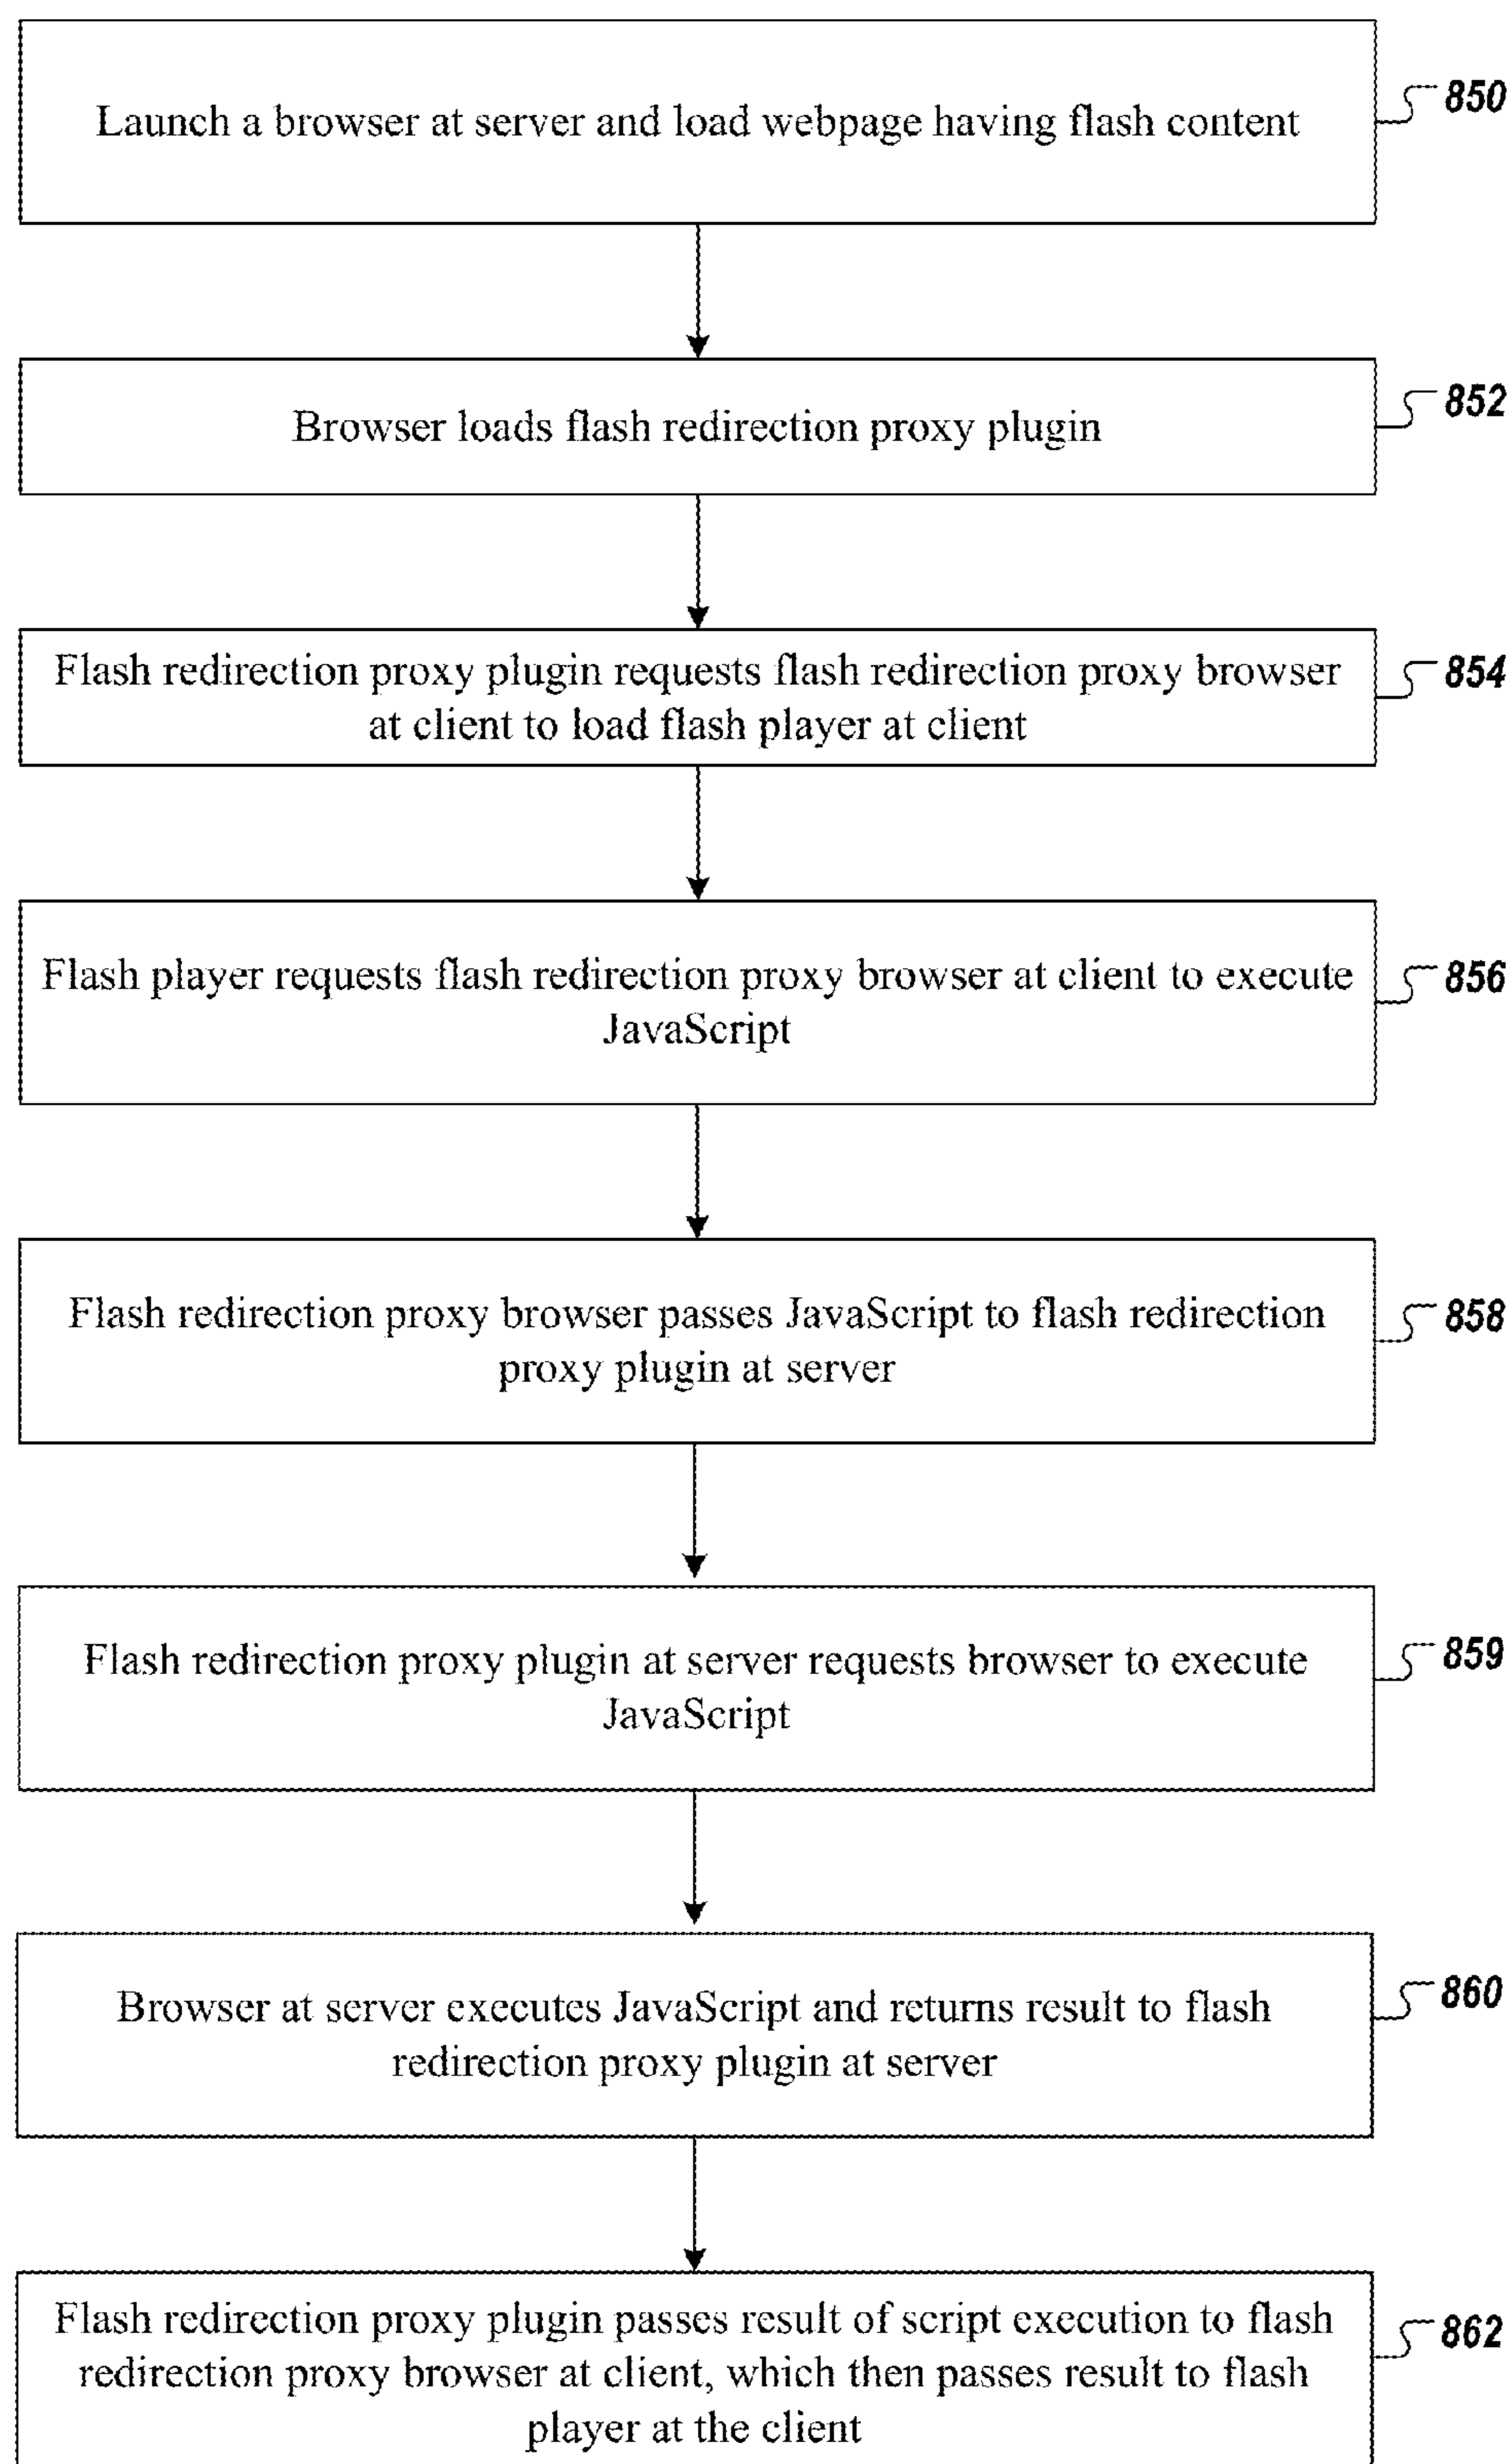 Launch a browser at server and load webpage having flash content
850
Browser loads flash redirection proxy plugin
852
Flash redirection proxy plugin requests flash redirection proxy browser
at client to load flash player at client
854
Flash player requests flash redirection proxy browser at client to execute
JavaScript
856
Flash redirection proxy browser passes JavaScript to flash redirection
proxy plugin at server
858
Flash redirection proxy plugin at server requests browser to execute
JavaScript
859
Browser at server executes JavaScript and returns result to flash
redirection proxy plugin at server
860
Flash redirection proxy plugin passes result of script execution to flash
redirection proxy browser at client, which then passes result to flash
player at the client
862